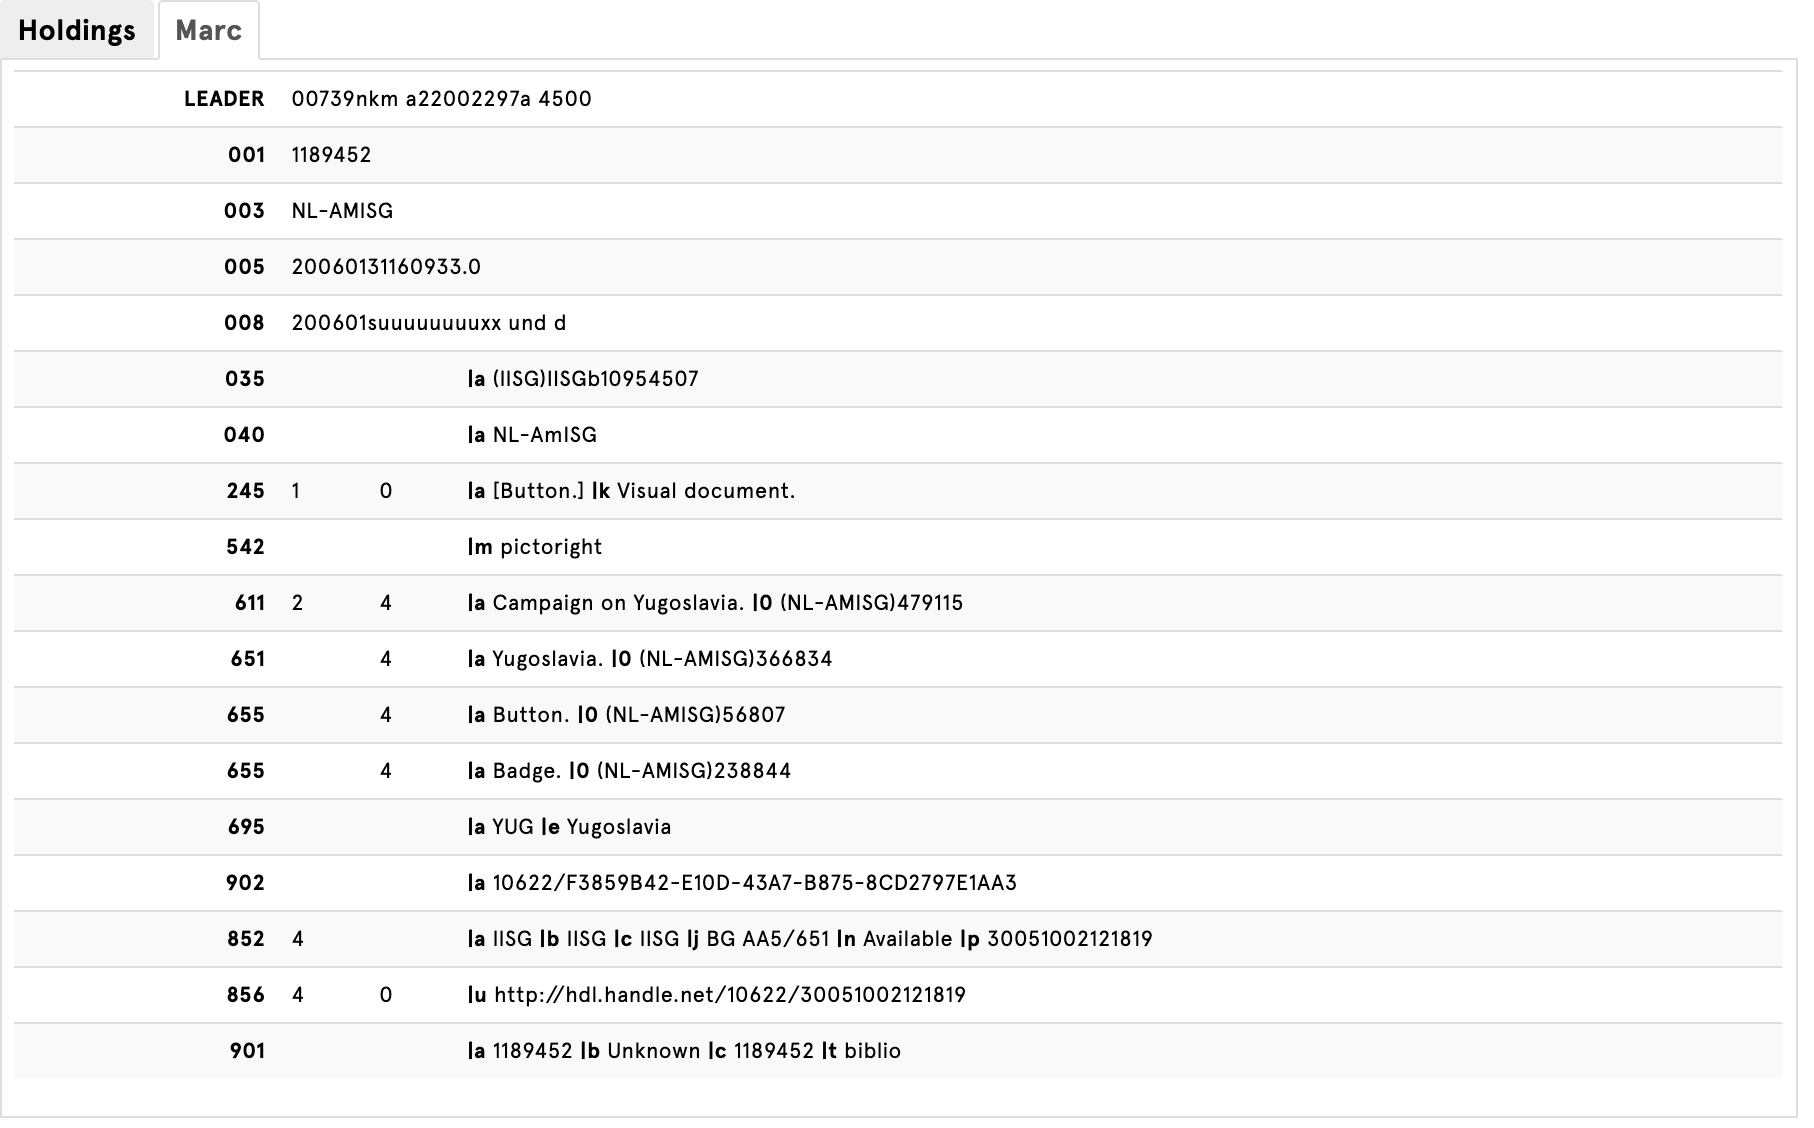 Holdings Marc
LEADER 00739nkm a22002297a 4500
001 1189452
003 NL-AMISG
005 20060131160933.0
008 200601suuuuuuuuxx und d
035 |a (IISG)IISGb10954507
040 |a NL-AmISG
245 1 0 |a [Button.] |k Visual document.
542 |m pictoright
611 2 4 |a Campaign on Yugoslavia. |0 (NL-AMISG)479115
651 4 |a Yugoslavia. |0 (NL-AMISG)366834
655 4 |a Button. |0 (NL-AMISG)56807
655 4 |a Badge. |0 (NL-AMISG)238844
695 |a YUG |e Yugoslavia
902 |a 10622/F3859B42-E10D-43A7-B875-8CD2797E1AA3
852 4 |a IISG |b IISG |c IISG |j BG AA5/651 |n Available |p 30051002121819
856 4 0 |u http://hdl.handle.net/10622/30051002121819
901 |a 1189452 |b Unknown |c 1189452 |t biblio